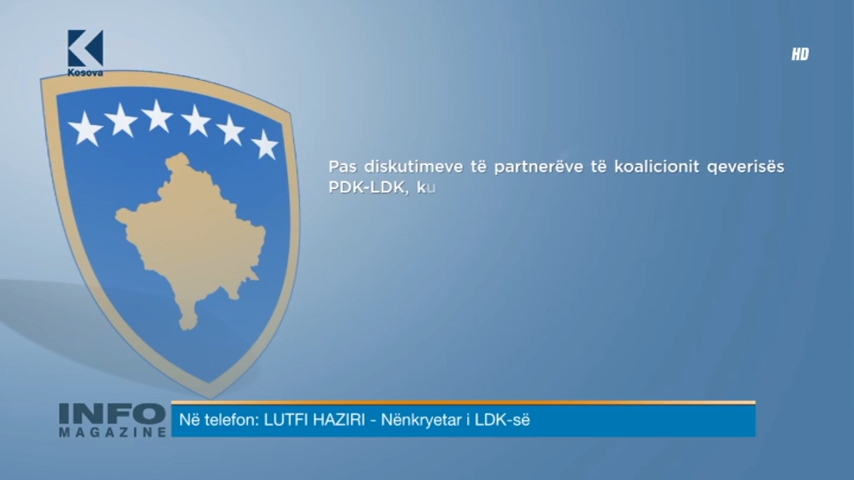 Kosova
HD
Pas diskutimeve të partnerëve të koalicionit qeverisës
PDK-LDK, ku
INFO
MAGAZINE
Në telefon: LUTFI HAZIRI - Nënkryetar i LDK-së